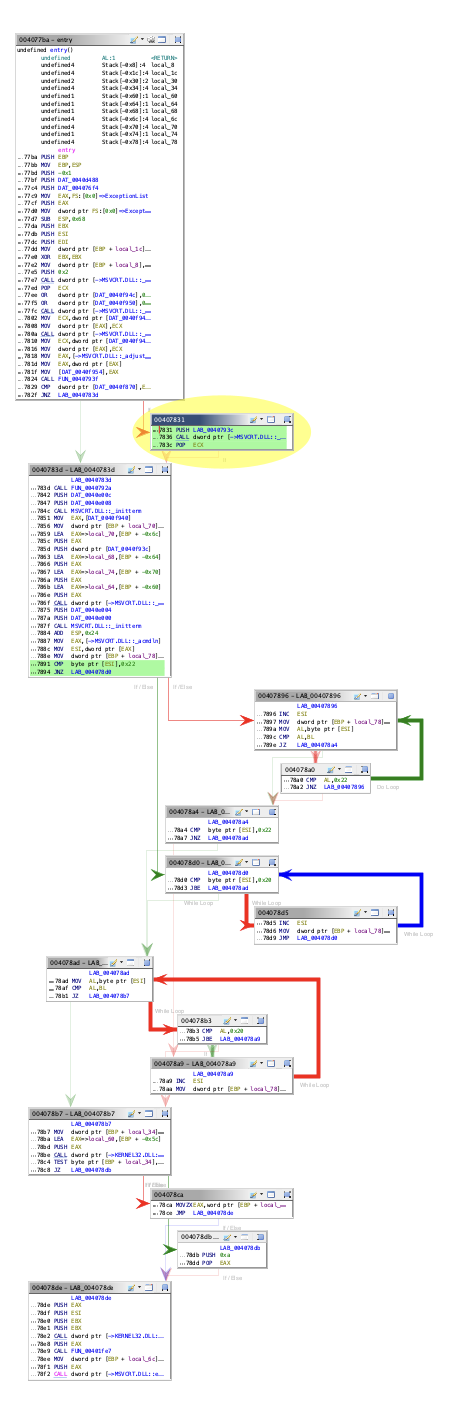 004077ba – entry
undefined entry()
undefined AL:1 <RETURN>
undefined4 Stack[-0x8]:4 local_8
undefined4 Stack[-0x1c]:4 local_1c
undefined2 Stack[-0x30]:2 local_30
undefined4 Stack[-0x34]:4 local_34
undefined1 Stack[-0x60]:1 local_60
undefined1 Stack[-0x64]:1 local_64
undefined1 Stack[-0x68]:1 local_68
undefined4 Stack[-0x6c]:4 local_6c
undefined4 Stack[-0x70]:4 local_70
undefined1 Stack[-0x74]:1 local_74
undefined4 Stack[-0x78]:4 local_78
entry
...77ba PUSH EBP
...77bb MOV EBP,ESP
...77bd PUSH -0x1
...77bf PUSH DAT_0040d488
...77c4 PUSH DAT_004076f4
...77c9 MOV EAX,FS:[0x0]=>ExceptionList
...77cf PUSH EAX
...77d0 MOV dword ptr FS:[0x0]=>Except...
...77d7 SUB ESP,0x68
...77da PUSH EBX
...77db PUSH ESI
...77dc PUSH EDI
...77dd MOV dword ptr [EBP + local_1c]...
...77e0 XOR EBX,EBX
...77e2 MOV dword ptr [EBP + local_8],...
...77e5 PUSH 0x2
...77e7 CALL dword ptr [->MSVCRT.DLL::_...
...77ed POP ECX
...77ee OR dword ptr [DAT_0040f94c],0...
...77f5 OR dword ptr [DAT_0040f950],0...
...77fc CALL dword ptr [->MSVCRT.DLL::_...
...7802 MOV ECX,dword ptr [DAT_0040f94...
...7808 MOV dword ptr [EAX],ECX
...780a CALL dword ptr [->MSVCRT.DLL::_...
...7810 MOV ECX,dword ptr [DAT_0040f94...
...7816 MOV dword ptr [EAX],ECX
...7818 MOV EAX,[->MSVCRT.DLL::_adjust...
...781d MOV EAX,dword ptr [EAX]
...781f MOV [DAT_0040f954],EAX
...7824 CALL FUN_0040793f
...7829 CMP dword ptr [DAT_0040f870],E...
...782f JNZ LAB_0040783d
00407831
...7831 PUSH LAB_0040793c
...7836 CALL dword ptr [->MSVCRT.DLL::_...
...783c POP ECX
If
0040783d – LAB_0040783d
LAB_0040783d
...783d CALL FUN_0040792a
...7842 PUSH DAT_0040e00c
...7847 PUSH DAT_0040e008
...784c CALL MSVCRT.DLL::_initterm
...7851 MOV EAX,[DAT_0040f940]
...7856 MOV dword ptr [EBP + local_70]...
...7859 LEA EAX=>local_70,[EBP + -0x6c]
...785c PUSH EAX
...785d PUSH dword ptr [DAT_0040f93c]
...7863 LEA EAX=>local_68,[EBP + -0x64]
...7866 PUSH EAX
...7867 LEA EAX=>local_74,[EBP + -0x70]
...786a PUSH EAX
...786b LEA EAX=>local_64,[EBP + -0x60]
...786e PUSH EAX
...786f CALL dword ptr [->MSVCRT.DLL::_...
...7875 PUSH DAT_0040e004
...787a PUSH DAT_0040e000
...787f CALL MSVCRT.DLL::_initterm
...7884 ADD ESP,0x24
...7887 MOV EAX,[->MSVCRT.DLL::_acmdln]
...788c MOV ESI,dword ptr [EAX]
...788e MOV dword ptr [EBP + local_78]...
...7891 CMP byte ptr [ESI],0x22
...7894 JNZ LAB_004078d0
If/Else If/Else
00407896 – LAB_00407896
LAB_00407896
...7896 INC ESI
...7897 MOV dword ptr [EBP + local_78]...
...789a MOV AL,byte ptr [ESI]
...789c CMP AL,BL
...789e JZ LAB_004078a4
004078a0
...78a0 CMP AL,0x22
...78a2 JNZ LAB_00407896
Do Loop
004078a4 – LAB_0...
LAB_004078a4
...78a4 CMP byte ptr [ESI],0x22
...78a7 JNZ LAB_004078ad
004078d0 – LAB_0...
LAB_004078d0
...78d0 CMP byte ptr [ESI],0x20
...78d3 JBE LAB_004078ad
While Loop While Loop
004078d5
...78d5 INC ESI
...78d6 MOV dword ptr [EBP + local_78]...
...78d9 JMP LAB_004078d0
While Loop
004078ad – LAB_...
LAB_004078ad
...78ad MOV AL,byte ptr [ESI]
...78af CMP AL,BL
...78b1 JZ LAB_004078b7
While Loop
004078b3
...78b3 CMP AL,0x20
...78b5 JBE LAB_004078a9
004078a9 – LAB_004078a9
LAB_004078a9
...78a9 INC ESI
...78aa MOV dword ptr [EBP + local_78]...
While Loop
004078b7 – LAB_004078b7
LAB_004078b7
...78b7 MOV dword ptr [EBP + local_34]...
...78ba LEA EAX=>local_60,[EBP + -0x5c]
...78bd PUSH EAX
...78be CALL dword ptr [->KERNEL32.DLL:...
...78c4 TEST byte ptr [EBP + local_34],...
...78c8 JZ LAB_004078db
If/Else
004078ca
...78ca MOVZX EAX,word ptr [EBP + local_...
...78ce JMP LAB_004078de
If/Else
004078db ...
LAB_004078db
...78db PUSH 0xa
...78dd POP EAX
If/Else
004078de – LAB_004078de
LAB_004078de
...78de PUSH EAX
...78df PUSH ESI
...78e0 PUSH EBX
...78e1 PUSH EBX
...78e2 CALL dword ptr [->KERNEL32.DLL:...
...78e8 PUSH EAX
...78e9 CALL FUN_00401fe7
...78ee MOV dword ptr [EBP + local_6c]...
...78f1 PUSH EAX
...78f2 CALL dword ptr [->MSVCRT.DLL::e...